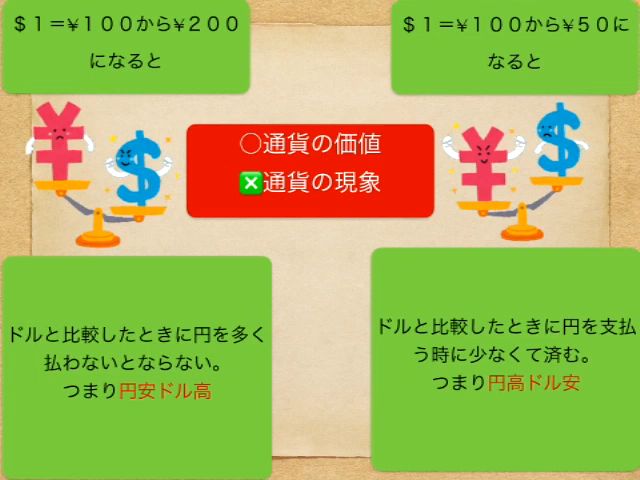 ＄１＝¥１００から¥２００
になると
＄１＝¥１００から¥５０に
なると
○通貨の価値
❎通貨の現象
ドルと比較したときに円を多く
払わないとならない。
つまり円安ドル高
ドルと比較したときに円を支払
う時に少なくて済む。
つまり円高ドル安